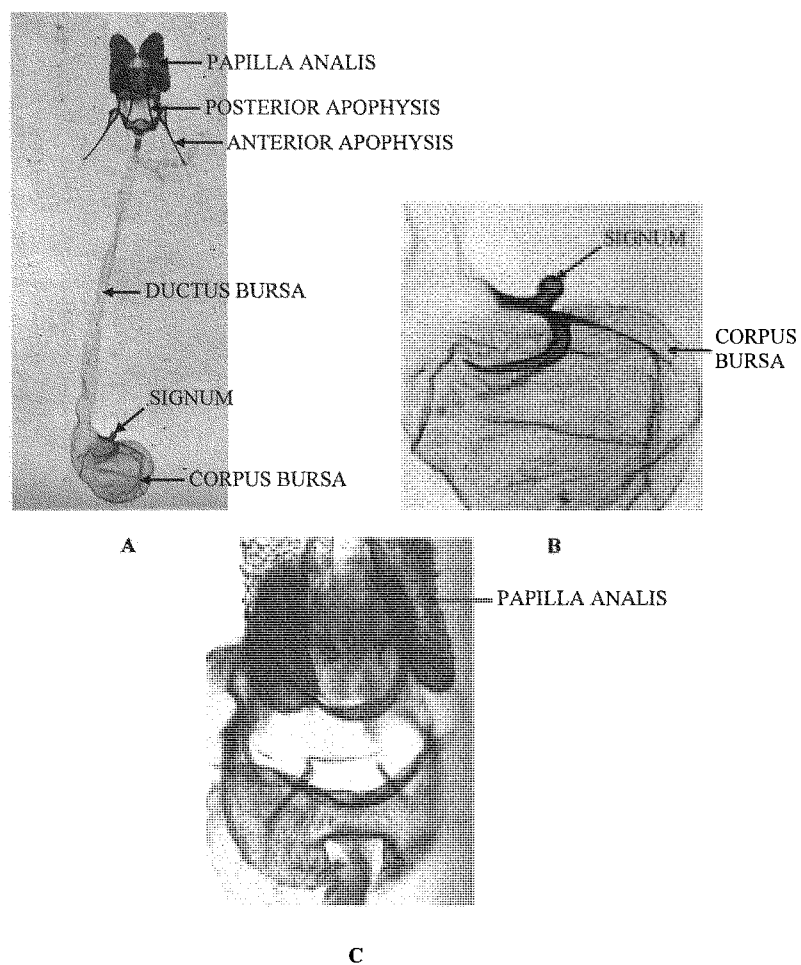 PAPILLA ANALIS
POSTERIOR APOPHYSIS
ANTERIOR APOPHYSIS
DUCTUS BURSA
SIGNUM
CORPUS BURSA
A
SIGNUM
CORPUS
BURSA
B
PAPILLA ANALIS
C